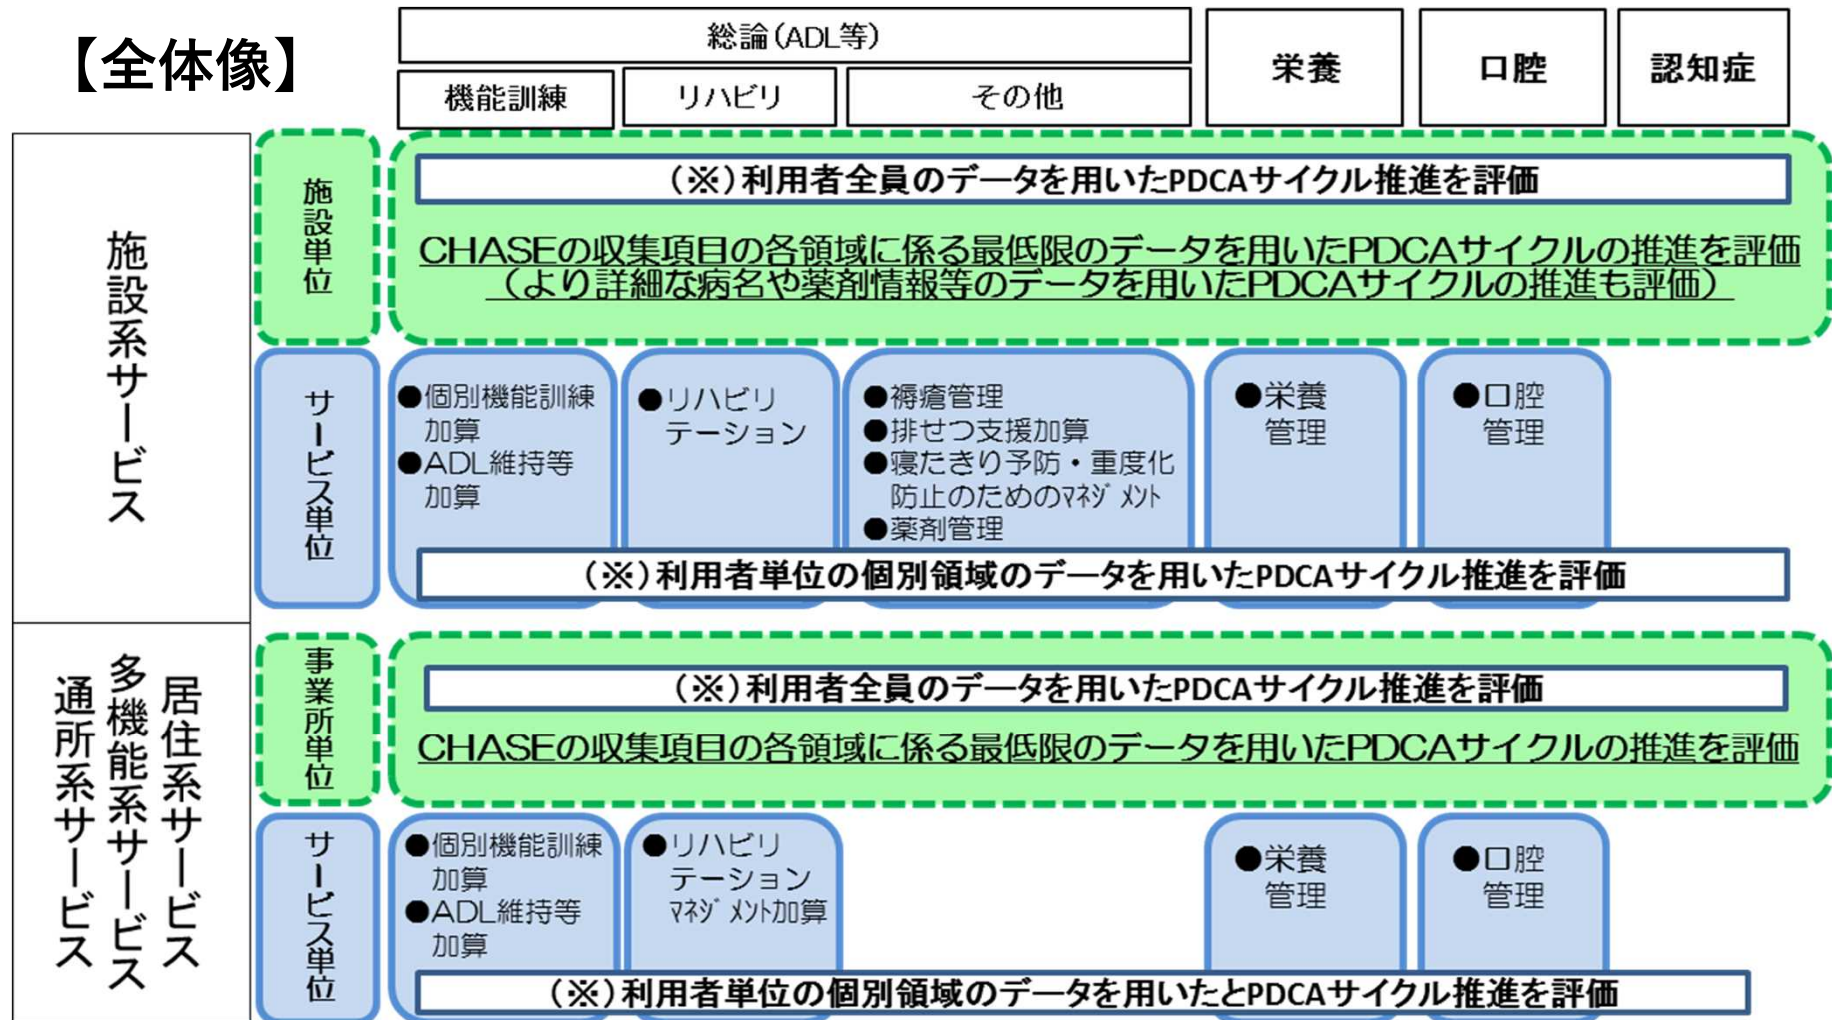 【全体像】
総論(ADL等)
機能訓練
リハビリ
その他
栄養
口腔
認知症
施設系サービス
施設単位
(※)利用者全員のデータを用いたPDCAサイクル推進を評価
CHASEの収集項目の各領域に係る最低限のデータを用いたPDCAサイクルの推進を評価
(より詳細な病名や薬剤情報等のデータを用いたPDCAサイクルの推進も評価)
サービス単位
●個別機能訓練
加算
●ADL維持等
加算
●リハビリ
テーション
●褥瘡管理
●排せつ支援加算
●寝たきり予防・重度化
防止のためのﾏﾈｼﾞﾒﾝﾄ
●薬剤管理
●栄養
管理
●口腔
管理
(※)利用者単位の個別領域のデータを用いたPDCAサイクル推進を評価
居住系サービス
多機能系サービス
通所系サービス
事業所単位
(※)利用者全員のデータを用いたPDCAサイクル推進を評価
CHASEの収集項目の各領域に係る最低限のデータを用いたPDCAサイクルの推進を評価
サービス単位
●個別機能訓練
加算
●ADL維持等
加算
●リハビリ
テーション
ﾏﾈｼﾞﾒﾝﾄ加算
●栄養
管理
●口腔
管理
(※)利用者単位の個別領域のデータを用いたとPDCAサイクル推進を評価